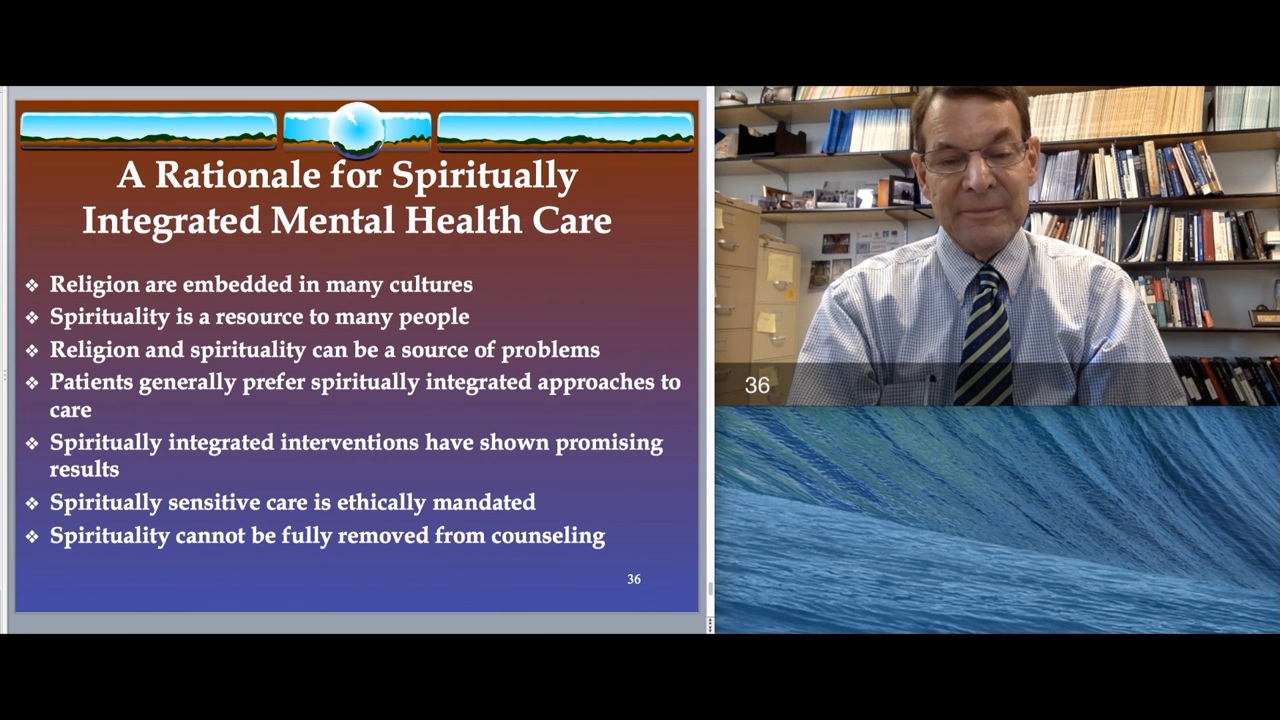 A Rationale for Spiritually
Integrated Mental Health Care
❖ Religion are embedded in many cultures
❖ Spirituality is a resource to many people
❖ Religion and spirituality can be a source of problems
❖ Patients generally prefer spiritually integrated approaches to
care
❖ Spiritually integrated interventions have shown promising
results
❖ Spiritually sensitive care is ethically mandated
❖ Spirituality cannot be fully removed from counseling
36
36